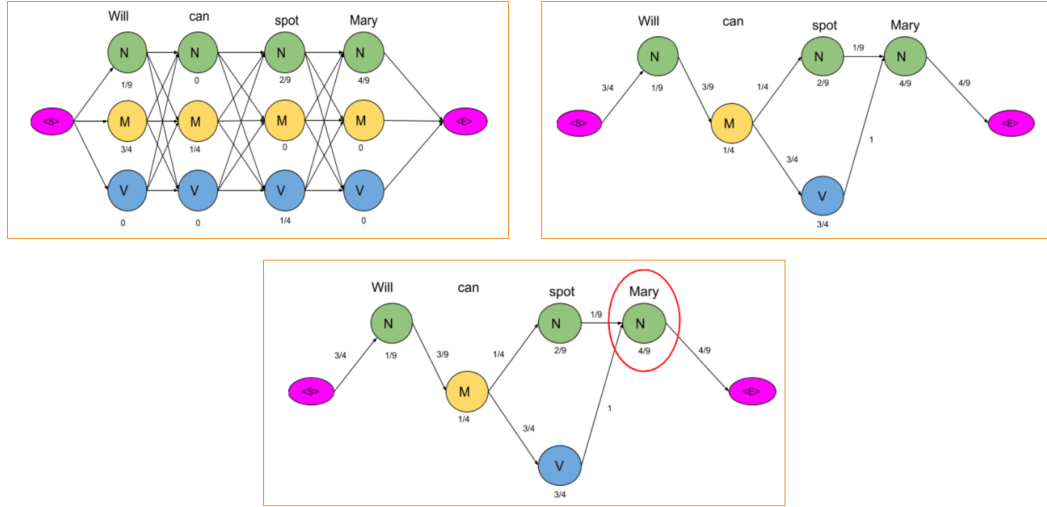 Will can spot Mary
N N N N
1/9 0 2/9 4/9
<S> M M M M <E>
3/4 1/4 0 0
V V V V
0 0 1/4 0
Will can spot Mary
N N 1/9 N
3/4 1/9 3/9 1/4 2/9 4/9 4/9
<S> M <E>
1/4
3/4 1
V
3/4
Will can spot Mary
N N 1/9 N
3/4 1/9 3/9 1/4 2/9 4/9 4/9
<S> M <E>
1/4
3/4 1
V
3/4